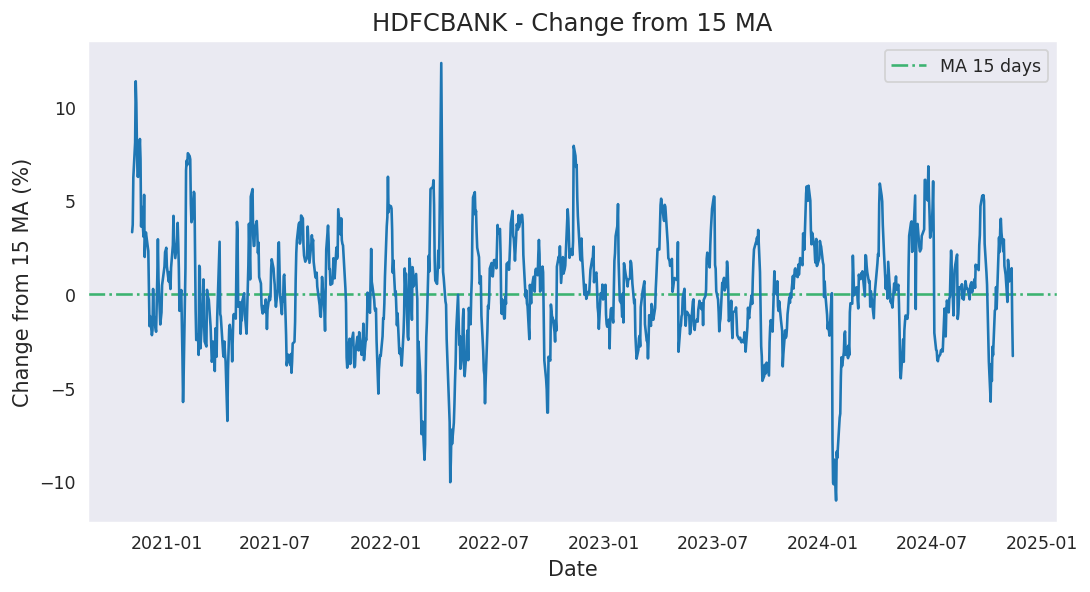 HDFCBANK - Change from 15 MA
MA 15 days
Change from 15 MA (%)
10
5
0
−5
−10
2021-01 2021-07 2022-01 2022-07 2023-01 2023-07 2024-01 2024-07 2025-01
Date